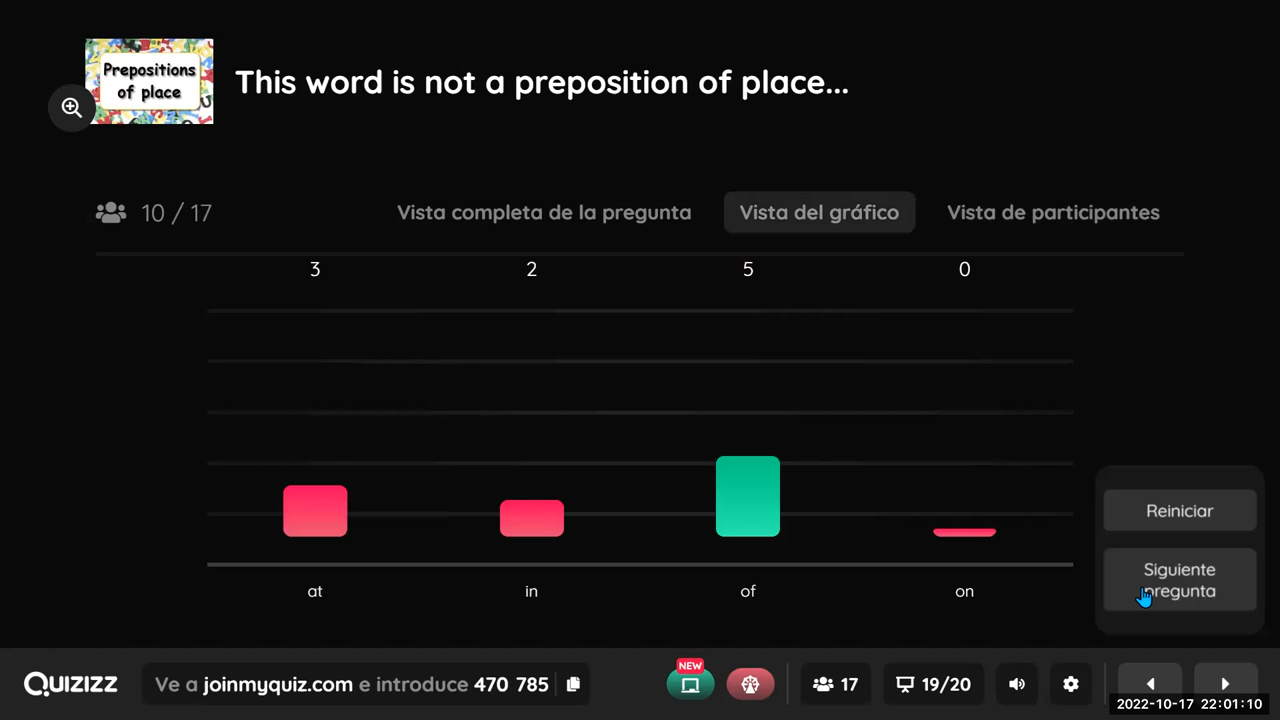 Prepositions
of place
This word is not a preposition of place...
10 / 17
Vista completa de la pregunta
Vista del gráfico
Vista de participantes
3 2 5 0
at in of on
Reiniciar
Siguiente
pregunta
Quizizz
Ve a joinmyquiz.com e introduce 470 785
NEW
17
19/20
2022-10-17 22:01:10